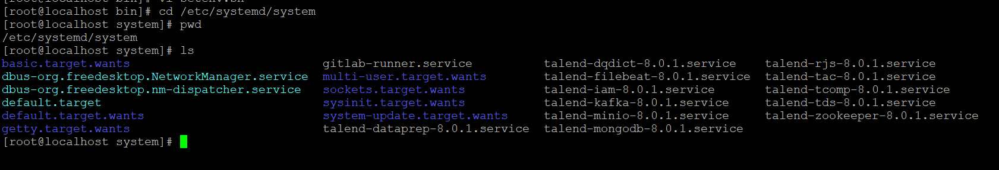 [root@localhost bin]# vi setenv.sh
[root@localhost bin]# cd /etc/systemd/system
[root@localhost system]# pwd
/etc/systemd/system
[root@localhost system]# ls
basic.target.wants gitlab-runner.service talend-dqdict-8.0.1.service talend-rjs-8.0.1.service
dbus-org.freedesktop.NetworkManager.service multi-user.target.wants talend-filebeat-8.0.1.service talend-tac-8.0.1.service
dbus-org.freedesktop.nm-dispatcher.service sockets.target.wants talend-iam-8.0.1.service talend-tcomp-8.0.1.service
default.target sysinit.target.wants talend-kafka-8.0.1.service talend-tds-8.0.1.service
default.target.wants system-update.target.wants talend-minio-8.0.1.service talend-zookeeper-8.0.1.service
getty.target.wants talend-dataprep-8.0.1.service talend-mongodb-8.0.1.service
[root@localhost system]#